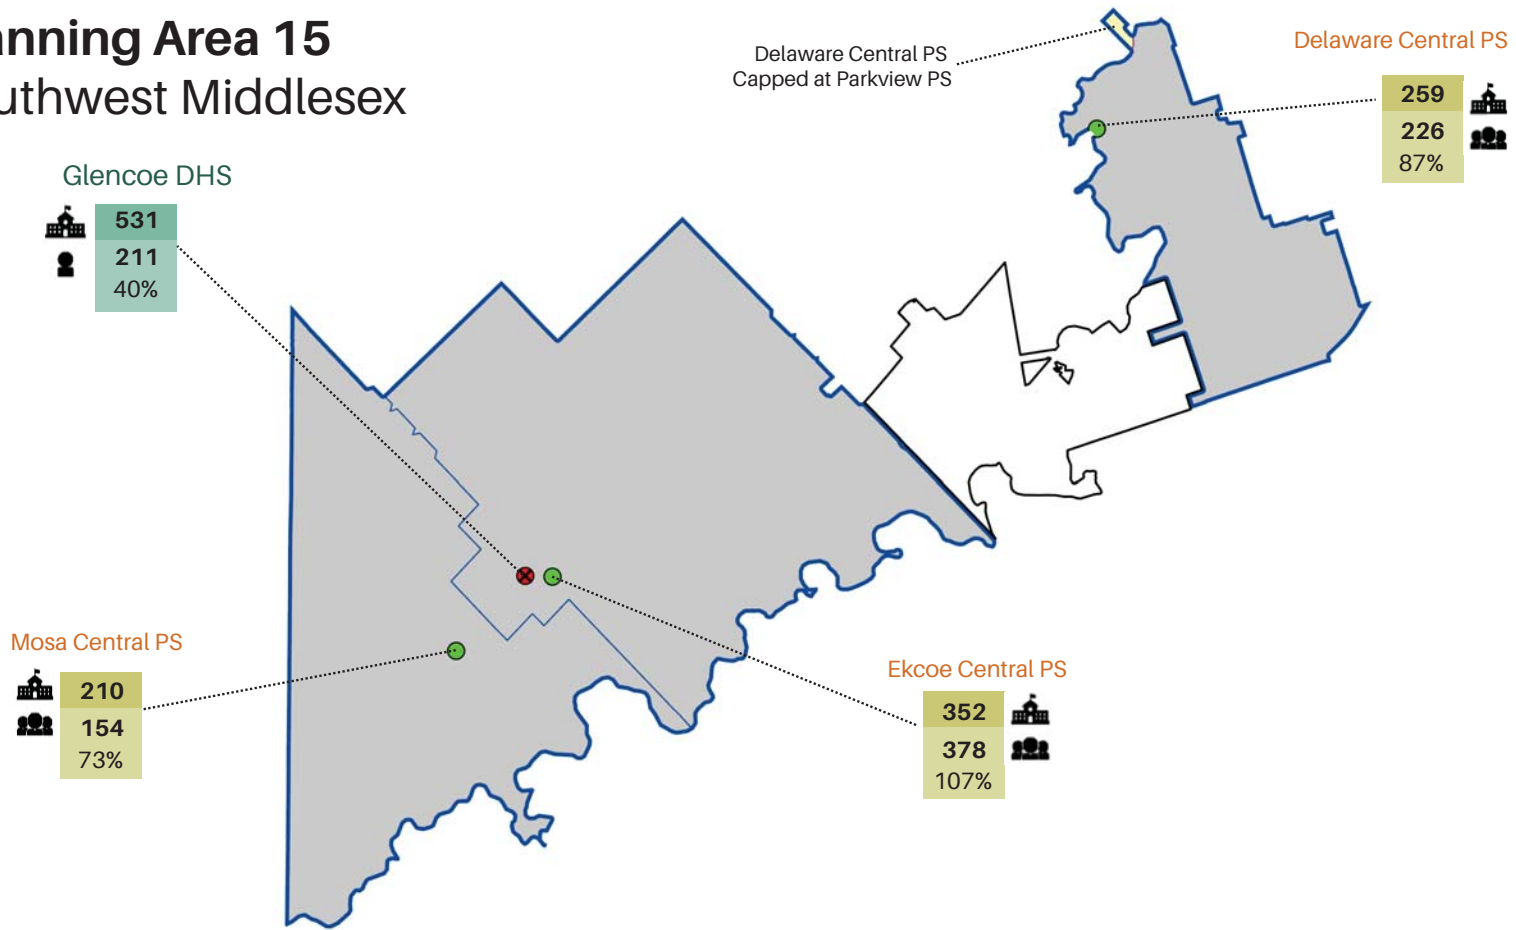 anning Area 15
uthwest Middlesex
Delaware Central PS
Capped at Parkview PS
Delaware Central PS
259
226
87%
Glencoe DHS
531
211
40%
Mosa Central PS
210
154
73%
Ekcoe Central PS
352
378
107%